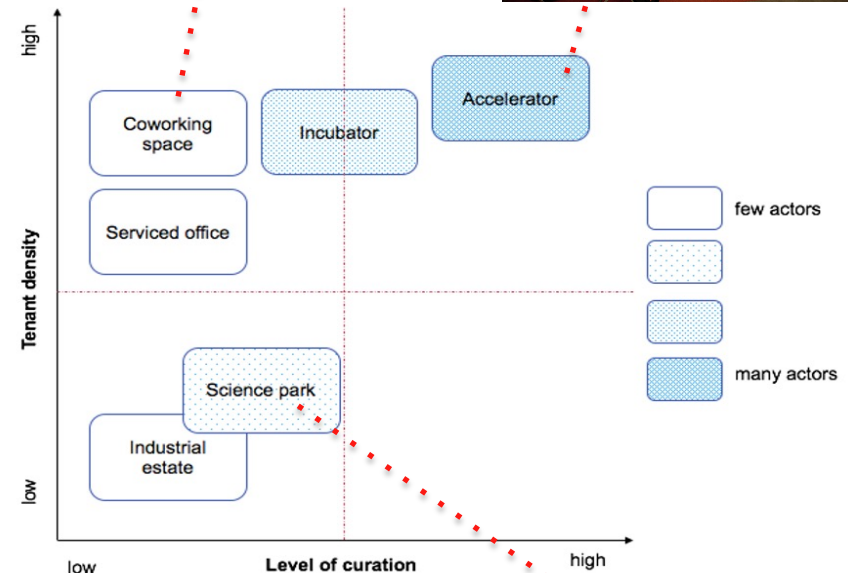 high
Accelerator
Coworking
space
Incubator
few actors
Serviced office
Tenant density
many actors
Science park
Industrial
estate
low
low
Level of curation
high